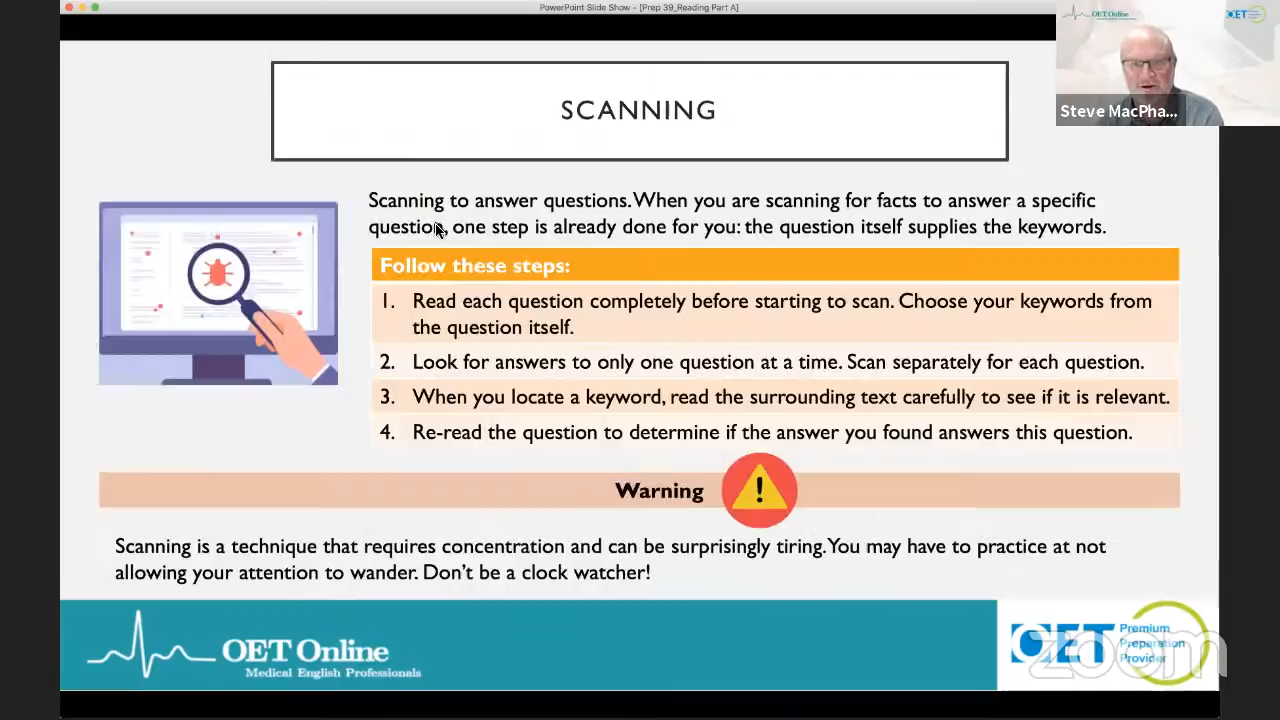 PowerPoint Slide Show - [Prep 39_Reading Part A]
OET Online
OET
Steve MacPha...
SCANNING
Scanning to answer questions. When you are scanning for facts to answer a specific
question, one step is already done for you: the question itself supplies the keywords.
Follow these steps:
1. Read each question completely before starting to scan. Choose your keywords from
the question itself.
2. Look for answers to only one question at a time. Scan separately for each question.
3. When you locate a keyword, read the surrounding text carefully to see if it is relevant.
4. Re-read the question to determine if the answer you found answers this question.
Warning
Scanning is a technique that requires concentration and can be surprisingly tiring. You may have to practice at not
allowing your attention to wander. Don't be a clock watcher!
OET Online
Medical English Professionals
OET
Premium
Preparation
Provider
zoom